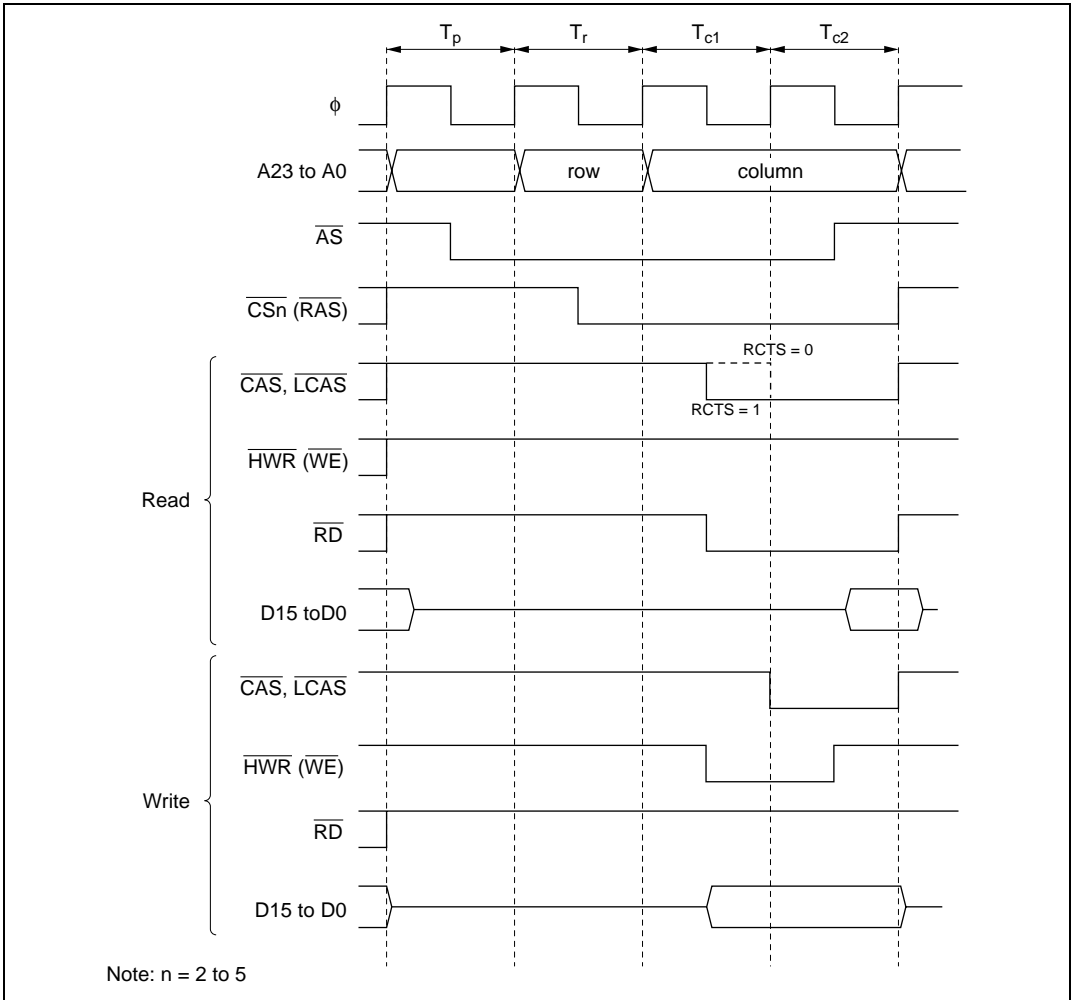 Tp Tr Tc1 Tc2
φ
A23 to A0 row column
AS
CSn (RAS)
RCTS = 0
CAS, LCAS
RCTS = 1
HWR (WE)
Read
RD
D15 toD0
CAS, LCAS
HWR (WE)
Write
RD
D15 to D0
Note: n = 2 to 5